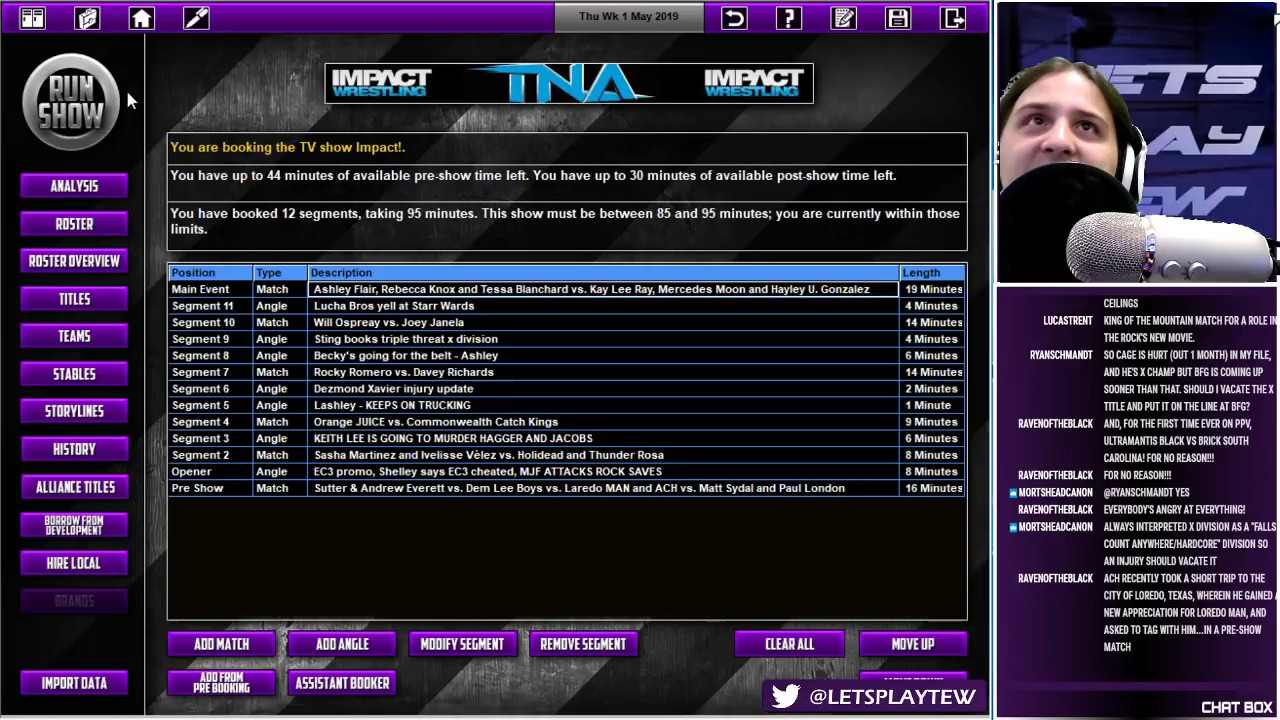 Thu Wk 1 May 2019
RUN SHOW
IMPACT WRESTLING TNA IMPACT WRESTLING
You are booking the TV show Impact!.
You have up to 44 minutes of available pre-show time left. You have up to 30 minutes of available post-show time left.
You have booked 12 segments, taking 95 minutes. This show must be between 85 and 95 minutes; you are currently within those
limits.
ANALYSIS
ROSTER
ROSTER OVERVIEW
TITLES
TEAMS
STABLES
STORYLINES
HISTORY
ALLIANCE TITLES
BORROW FROM DEVELOPMENT
HIRE LOCAL
BRANDS
IMPORT DATA
Position Type Description Length
Main Event Match Ashley Flair, Rebecca Knox and Tessa Blanchard vs. Kay Lee Ray, Mercedes Moon and Hayley U. Gonzalez 19 Minutes
Segment 11 Angle Lucha Bros yell at Starr Wards 4 Minutes
Segment 10 Match Will Ospreay vs. Joey Janela 14 Minutes
Segment 9 Angle Sting books triple threat x division 4 Minutes
Segment 8 Angle Becky's going for the belt - Ashley 6 Minutes
Segment 7 Match Rocky Romero vs. Davey Richards 14 Minutes
Segment 6 Angle Dezmond Xavier injury update 2 Minutes
Segment 5 Angle Lashley - KEEPS ON TRUCKING 1 Minute
Segment 4 Match Orange JUICE vs. Commonwealth Catch Kings 9 Minutes
Segment 3 Angle KEITH LEE IS GOING TO MURDER HAGGER AND JACOBS 6 Minutes
Segment 2 Match Sasha Martinez and Ivelisse Vélez vs. Holidead and Thunder Rosa 8 Minutes
Opener Angle EC3 promo, Shelley says EC3 cheated, MJF ATTACKS ROCK SAVES 8 Minutes
Pre Show Match Sutter & Andrew Everett vs. Dem Lee Boys vs. Laredo MAN and ACH vs. Matt Sydal and Paul London 16 Minutes
ADD MATCH ADD ANGLE MODIFY SEGMENT REMOVE SEGMENT CLEAR ALL MOVE UP
ADD FROM PRE BOOKING ASSISTANT BOOKER
@LETSPLAYTEW
CEILINGS
LUCASTRENT KING OF THE MOUNTAIN MATCH FOR A ROLE IN
THE ROCK'S NEW MOVIE.
RYANSCHMANDT SO CAGE IS HURT (OUT 1 MONTH) IN MY FILE,
AND HE'S X CHAMP BUT BFG IS COMING UP
SOONER THAN THAT. SHOULD I VACATE THE X
TITLE AND PUT IT ON THE LINE AT BFG?
RAVENOFTHEBLACK AND, FOR THE FIRST TIME EVER ON PPV,
ULTRAMANTIS BLACK VS BRICK SOUTH
CAROLINA! FOR NO REASON!!!
RAVENOFTHEBLACK FOR NO REASON!!!
MORTSHEADCANON @RYANSCHMANDT YES
RAVENOFTHEBLACK EVERYBODY'S ANGRY AT EVERYTHING!
MORTSHEADCANON ALWAYS INTERPRETED X DIVISION AS A "FALLS
COUNT ANYWHERE/HARDCORE" DIVISION SO
AN INJURY SHOULD VACATE IT
RAVENOFTHEBLACK ACH RECENTLY TOOK A SHORT TRIP TO THE
CITY OF LOREDO, TEXAS, WHEREIN HE GAINED A
NEW APPRECIATION FOR LOREDO MAN, AND
ASKED TO TAG WITH HIM...IN A PRE-SHOW
MATCH
CHAT BOX